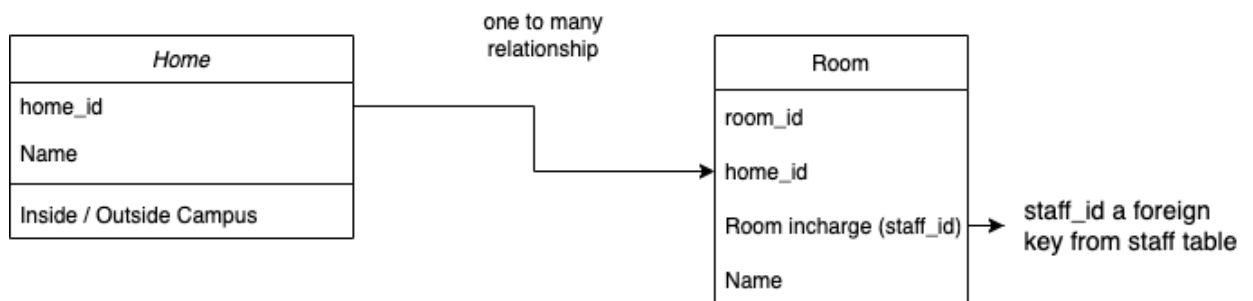 Home
home_id
Name
Inside / Outside Campus
one to many
relationship
Room
room_id
home_id
Room incharge (staff_id)
Name
staff_id a foreign
key from staff table